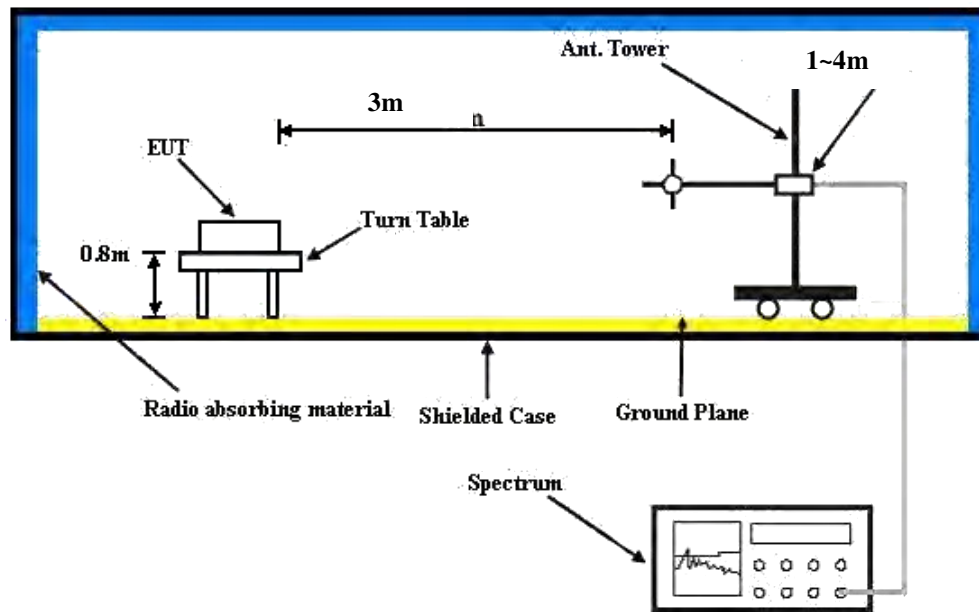 Ant. Tower
1~4m
3m
n
EUT
Turn Table
0.8m
Radio absorbing material
Shielded Case
Ground Plane
Spectrum